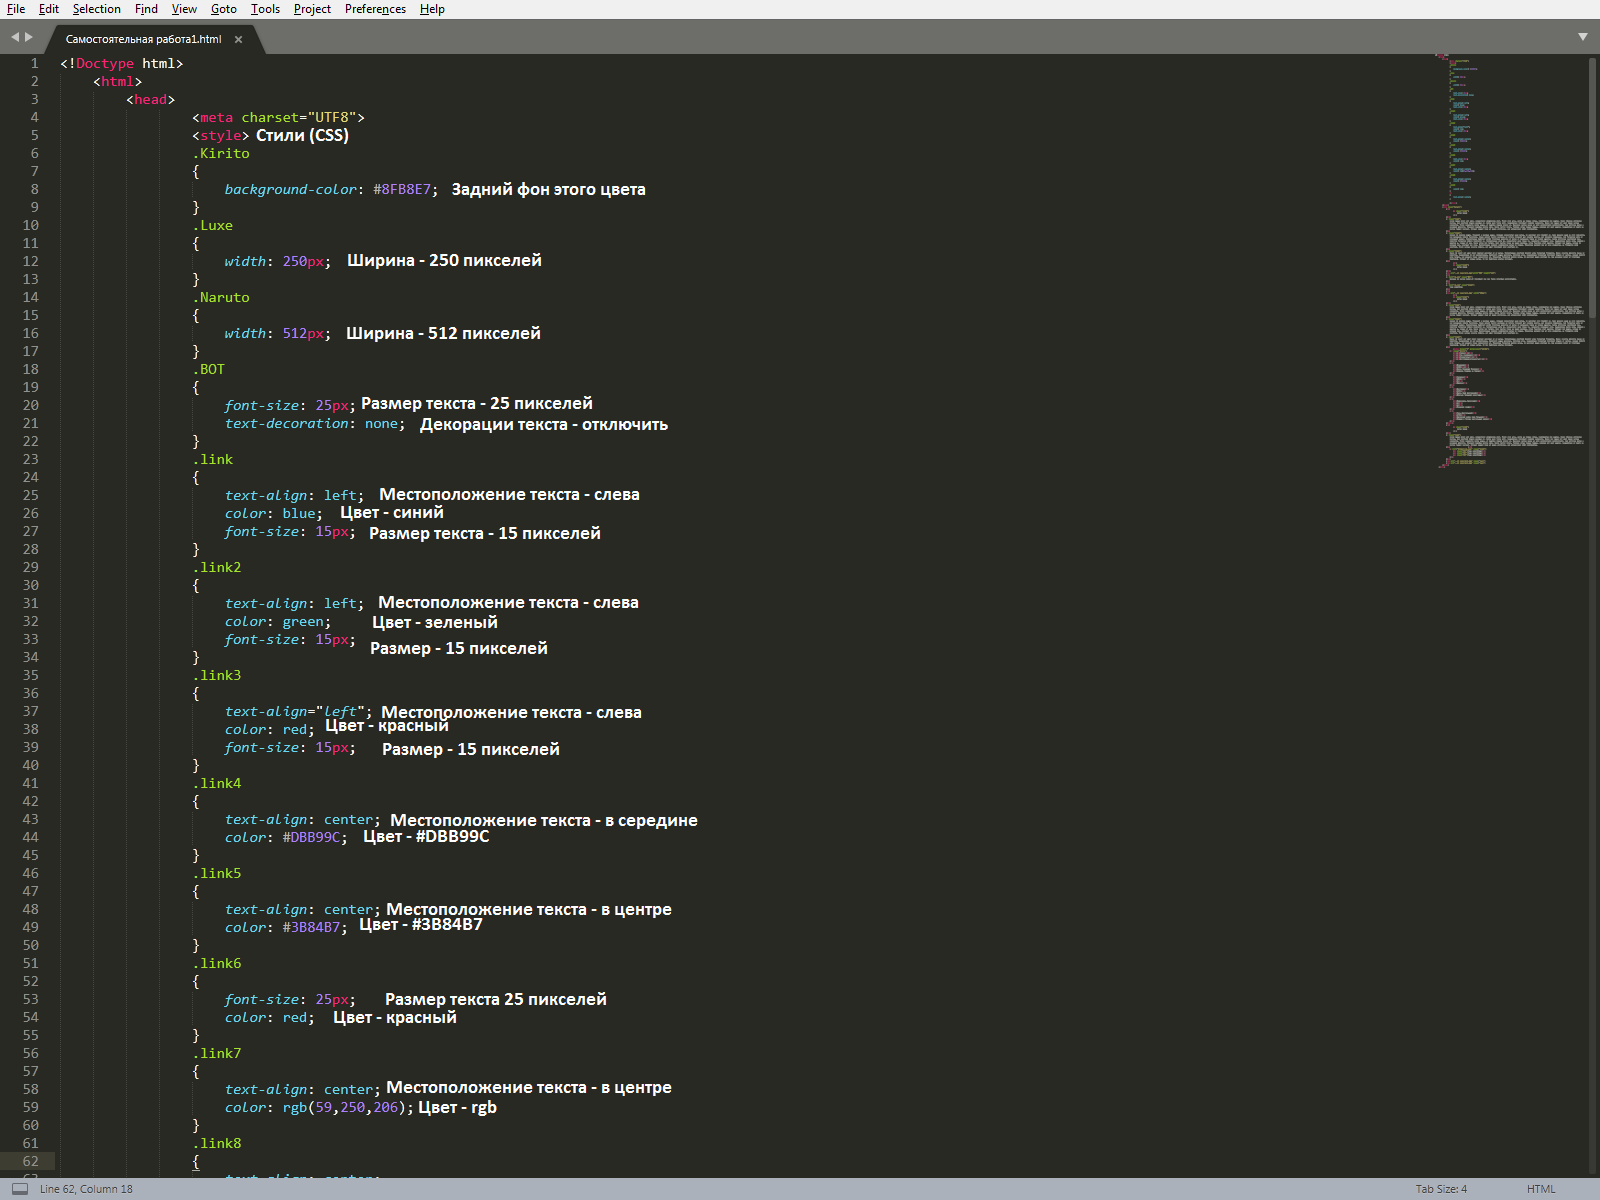 File Edit Selection Find View Goto Tools Project Preferences Help
Самостоятельная работа1.html ×
1 <!Doctype html>
2 <html>
3 <head>
4 <meta charset="UTF8">
5 <style> Стили (CSS)
6 .Kirito
7 {
8 background-color: #8FB8E7; Задний фон этого цвета
9 }
10 .Luxe
11 {
12 width: 250px; Ширина - 250 пикселей
13 }
14 .Naruto
15 {
16 width: 512px; Ширина - 512 пикселей
17 }
18 .BOT
19 {
20 font-size: 25px; Размер текста - 25 пикселей
21 text-decoration: none; Декорации текста - отключить
22 }
23 .link
24 {
25 text-align: left; Местоположение текста - слева
26 color: blue; Цвет - синий
27 font-size: 15px; Размер текста - 15 пикселей
28 }
29 .link2
30 {
31 text-align: left; Местоположение текста - слева
32 color: green; Цвет - зеленый
33 font-size: 15px; Размер - 15 пикселей
34 }
35 .link3
36 {
37 text-align="left"; Местоположение текста - слева
38 color: red; Цвет - красный
39 font-size: 15px; Размер - 15 пикселей
40 }
41 .link4
42 {
43 text-align: center; Местоположение текста - в середине
44 color: #DBB99C; Цвет - #DBB99C
45 }
46 .link5
47 {
48 text-align: center; Местоположение текста - в центре
49 color: #3B84B7; Цвет - #3B84B7
50 }
51 .link6
52 {
53 font-size: 25px; Размер текста 25 пикселей
54 color: red; Цвет - красный
55 }
56 .link7
57 {
58 text-align: center; Местоположение текста - в центре
59 color: rgb(59,250,206); Цвет - rgb
60 }
61 .link8
62 {
Line 62, Column 18 Tab Size: 4 HTML